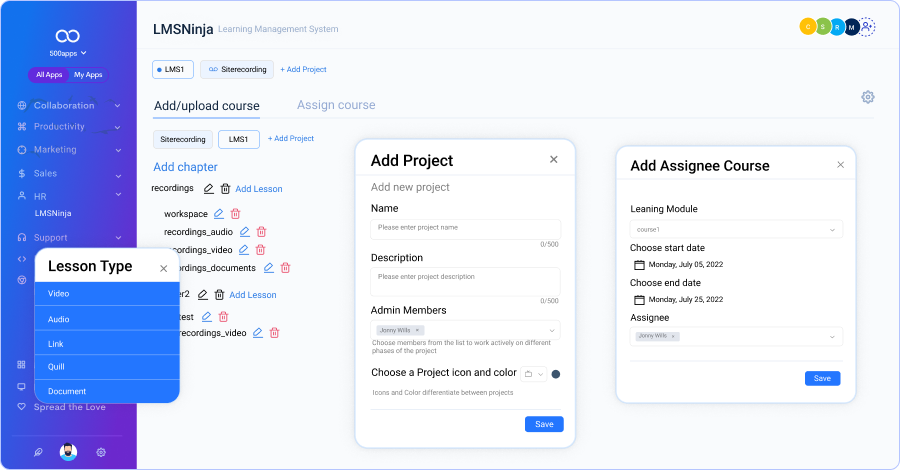 500apps
All Apps
My Apps
Collaboration
Productivity
Marketing
Sales
HR
LMSNinja
Support
Spread the Love
Lesson Type
Video
Audio
Link
Quill
Document
LMSNinja Learning Management System
C S R M
LMS1
Siterecording
+ Add Project
Add/upload course
Assign course
Siterecording
LMS1
+ Add Project
Add chapter
recordings Add Lesson
workspace
recordings_audio
recordings_video
cordings_documents
er2 Add Lesson
test
recordings_video
Add Project
Add new project
Name
Please enter project name
0/500
Description
Please enter project description
0/500
Admin Members
Jonny Wills ×
Choose members from the list to work actively on different
phases of the project
Choose a Project icon and color
Icons and Color differentiate between projects
Save
Add Assignee Course
Leaning Module
course1
Choose start date
Monday, July 05, 2022
Choose end date
Monday, July 25, 2022
Assignee
Jonny Wills ×
Save